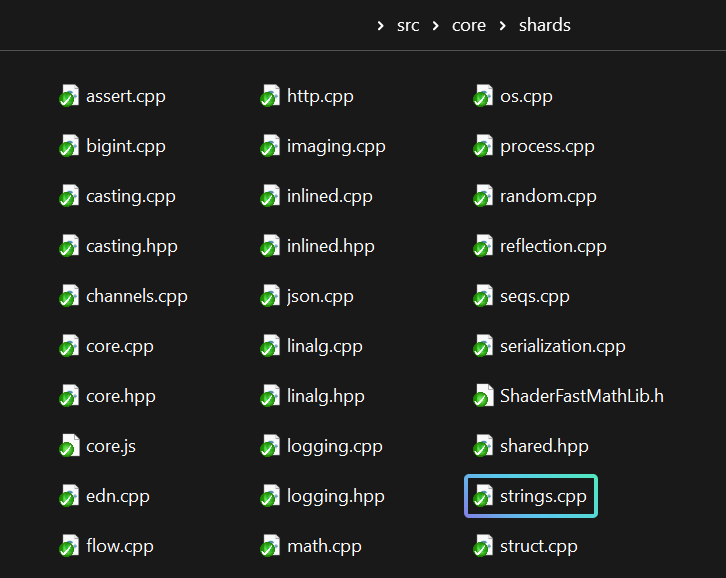 > src > core > shards
assert.cpp
bigint.cpp
casting.cpp
casting.hpp
channels.cpp
core.cpp
core.hpp
core.js
edn.cpp
flow.cpp
http.cpp
imaging.cpp
inlined.cpp
inlined.hpp
json.cpp
linalg.cpp
linalg.hpp
logging.cpp
logging.hpp
math.cpp
os.cpp
process.cpp
random.cpp
reflection.cpp
seqs.cpp
serialization.cpp
ShaderFastMathLib.h
shared.hpp
strings.cpp
struct.cpp